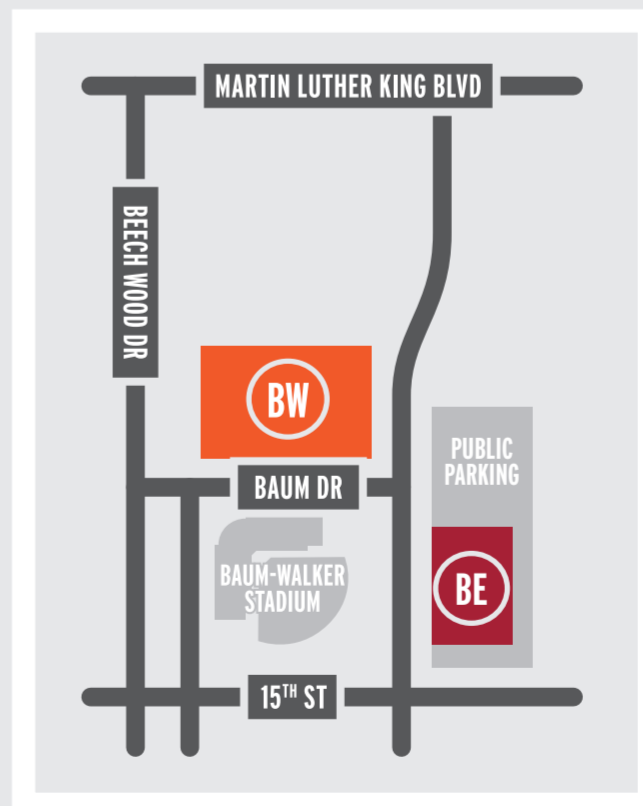 MARTIN LUTHER KING BLVD
BEECH WOOD DR
BW
PUBLIC
PARKING
BAUM DR
BAUM-WALKER
STADIUM
BE
15TH ST